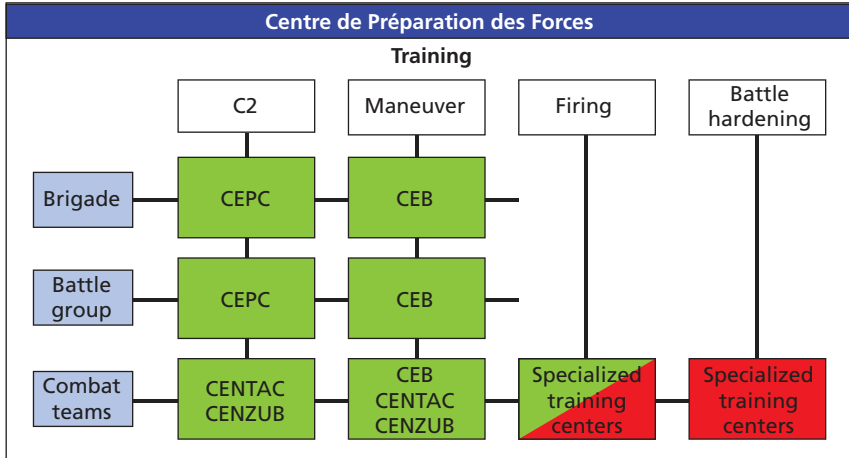 Centre de Préparation des Forces
Training
C2
Maneuver
Firing
Battle
hardening
Brigade
CEPC
CEB
Battle
group
CEPC
CEB
Combat
teams
CENTAC
CENZUB
CEB
CENTAC
CENZUB
Specialized
training
centers
Specialized
training
centers